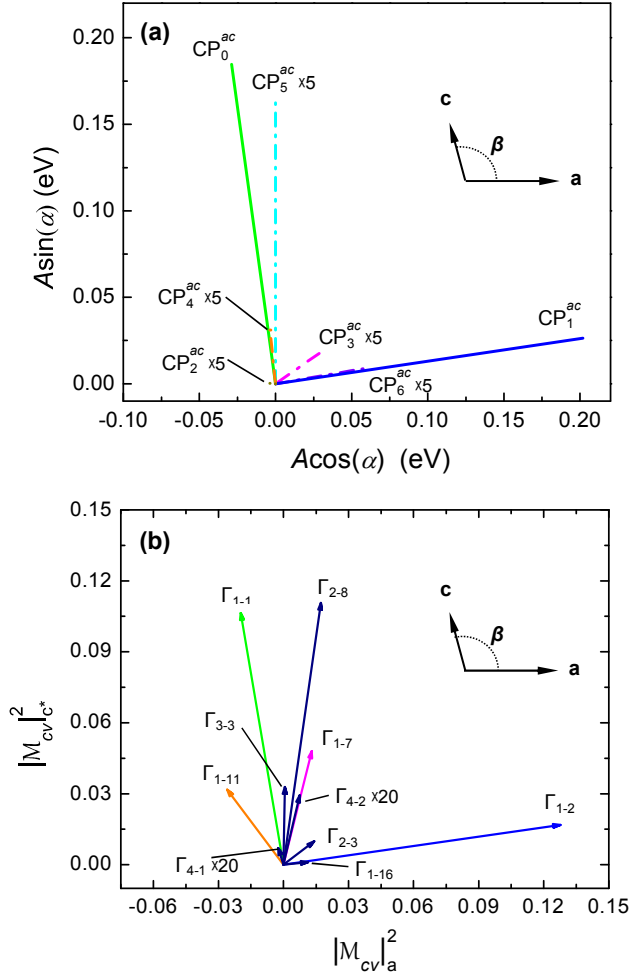 (a)
0.20
0.15
0.10
0.05
0.00
-0.10 -0.05 0.00 0.05 0.10 0.15 0.20
Asin(α) (eV)
Acos(α) (eV)
CP₀ᵃᶜ
CP₅ᵃᶜ x5
c
β
a
CP₄ᵃᶜ x5
CP₃ᵃᶜ x5
CP₁ᵃᶜ
CP₂ᵃᶜ x5
CP₆ᵃᶜ x5
(b)
0.15
0.12
0.09
0.06
0.03
0.00
-0.06 -0.03 0.00 0.03 0.06 0.09 0.12 0.15
|M_cv|²_c*
|M_cv|²_a
Γ₁₋₁
Γ₂₋₈
c
β
a
Γ₃₋₃
Γ₁₋₇
Γ₁₋₁₁
Γ₄₋₂ x20
Γ₁₋₂
Γ₂₋₃
Γ₄₋₁ x20
Γ₁₋₁₆